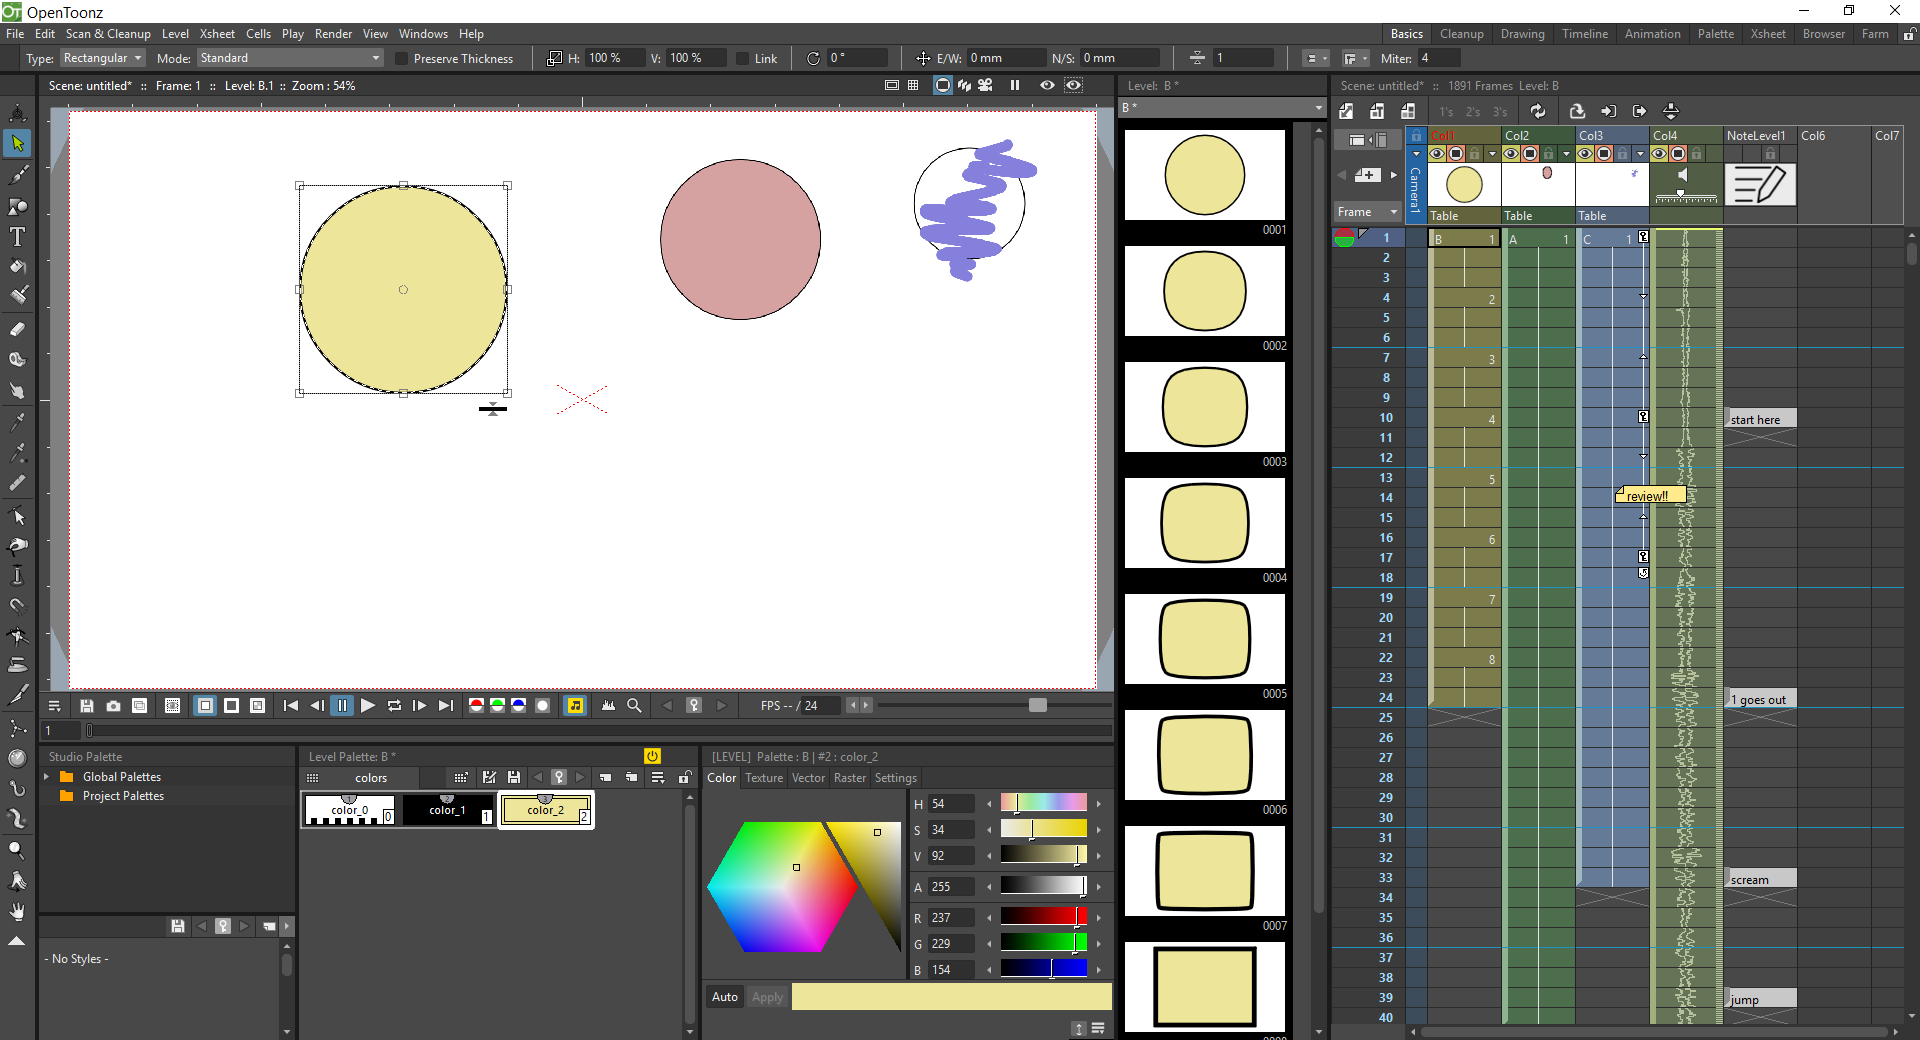 OpenToonz
File Edit Scan & Cleanup Level Xsheet Cells Play Render View Windows Help
Basics Cleanup Drawing Timeline Animation Palette Xsheet Browser Farm
Type: Rectangular Mode: Standard Preserve Thickness H: 100 % V: 100 % Link 0 ° E/W: 0 mm N/S: 0 mm 1 Miter: 4
Scene: untitled* :: Frame: 1 :: Level: B.1 :: Zoom : 54%
Level: B *
B *
0001
0002
0003
0004
0005
0006
0007
Scene: untitled* :: 1891 Frames Level: B
1's 2's 3's
Col1 Col2 Col3 Col4 NoteLevel1 Col6 Col7
Camera1
Frame
Table Table Table
1 B 1 A 1 C 1
2
3
4 2
5
6
7 3
8
9
10 4 start here
11
12
13 5
14 review!!
15
16 6
17
18
19 7
20
21
22 8
23
24 1 goes out
25
26
27
28
29
30
31
32
33 scream
34
35
36
37
38
39 jump
40
FPS -- / 24
1
Studio Palette
Global Palettes
Project Palettes
- No Styles -
Level Palette: B *
colors
color_0 0 color_1 1 color_2 2
[LEVEL] Palette : B | #2 : color_2
Color Texture Vector Raster Settings
H 54
S 34
V 92
A 255
R 237
G 229
B 154
Auto Apply